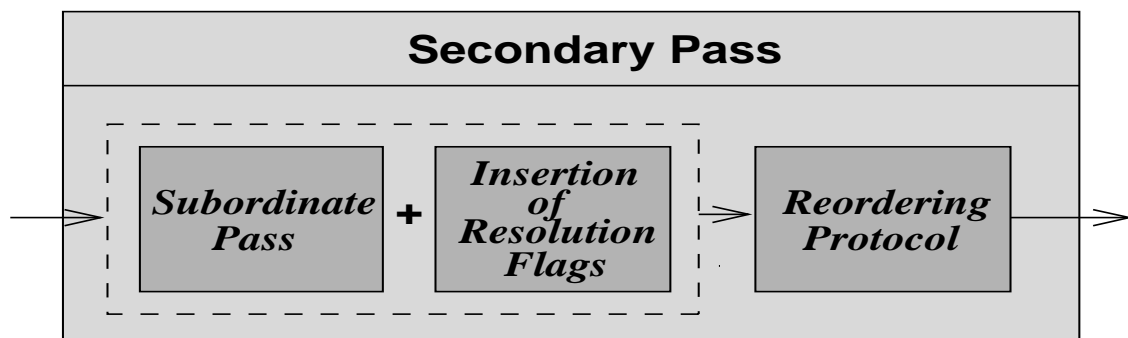 Secondary Pass
Subordinate
Pass
+
Insertion
of
Resolution
Flags
Reordering
Protocol